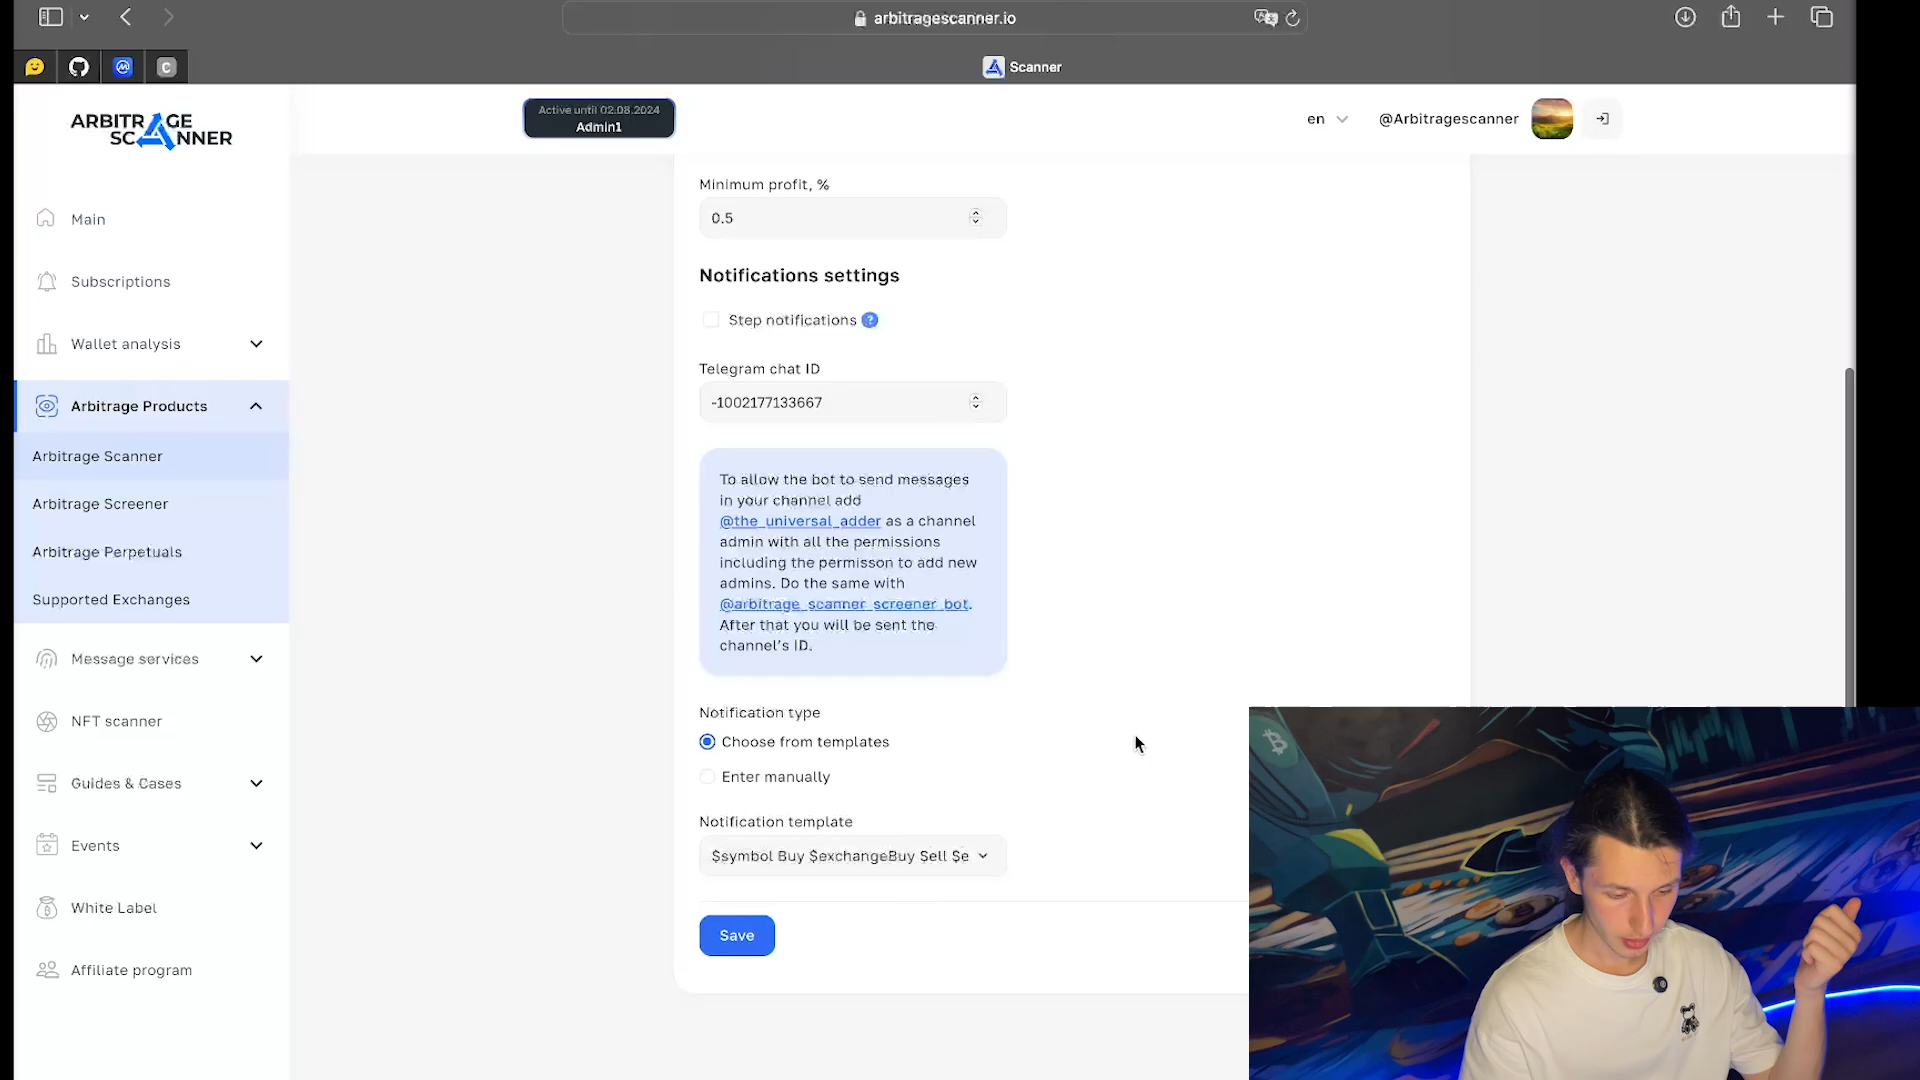 arbitragescanner.io
C
Scanner
ARBITRAGE
SCANNER
Active until 02.08.2024
Admin1
en
@Arbitragescanner
Main
Subscriptions
Wallet analysis
Arbitrage Products
Arbitrage Scanner
Arbitrage Screener
Arbitrage Perpetuals
Supported Exchanges
Message services
NFT scanner
Guides & Cases
Events
White Label
Affiliate program
Minimum profit, %
0.5
Notifications settings
Step notifications ?
Telegram chat ID
-1002177133667
To allow the bot to send messages
in your channel add
@the_universal_adder as a channel
admin with all the permissions
including the permisson to add new
admins. Do the same with
@arbitrage_scanner_screener_bot.
After that you will be sent the
channel's ID.
Notification type
Choose from templates
Enter manually
Notification template
$symbol Buy $exchangeBuy $ell $e
Save